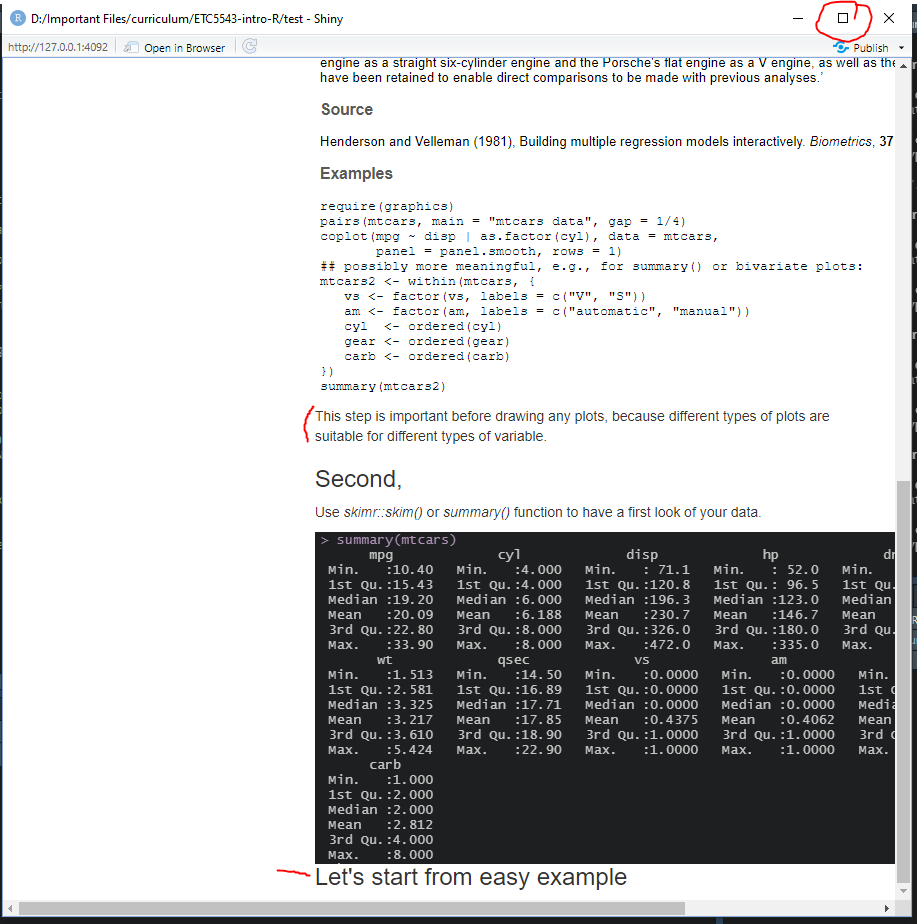 D:/Important Files/curriculum/ETC5543-intro-R/test - Shiny
http://127.0.0.1:4092 Open in Browser Publish
engine as a straight six-cylinder engine and the Porsche's flat engine as a V engine, as well as the
have been retained to enable direct comparisons to be made with previous analyses.'
Source
Henderson and Velleman (1981), Building multiple regression models interactively. Biometrics, 37
Examples
require(graphics)
pairs(mtcars, main = "mtcars data", gap = 1/4)
coplot(mpg ~ disp | as.factor(cyl), data = mtcars,
       panel = panel.smooth, rows = 1)
## possibly more meaningful, e.g., for summary() or bivariate plots:
mtcars2 <- within(mtcars, {
   vs <- factor(vs, labels = c("V", "S"))
   am <- factor(am, labels = c("automatic", "manual"))
   cyl  <- ordered(cyl)
   gear <- ordered(gear)
   carb <- ordered(carb)
})
summary(mtcars2)
This step is important before drawing any plots, because different types of plots are
suitable for different types of variable.
Second,
Use skimr::skim() or summary() function to have a first look of your data.
> summary(mtcars)
mpg cyl disp hp dr
Min. :10.40 Min. :4.000 Min. : 71.1 Min. : 52.0 Min.
1st Qu.:15.43 1st Qu.:4.000 1st Qu.:120.8 1st Qu.: 96.5 1st Qu.
Median :19.20 Median :6.000 Median :196.3 Median :123.0 Median
Mean :20.09 Mean :6.188 Mean :230.7 Mean :146.7 Mean
3rd Qu.:22.80 3rd Qu.:8.000 3rd Qu.:326.0 3rd Qu.:180.0 3rd Qu.
Max. :33.90 Max. :8.000 Max. :472.0 Max. :335.0 Max.
wt qsec vs am
Min. :1.513 Min. :14.50 Min. :0.0000 Min. :0.0000 Min.
1st Qu.:2.581 1st Qu.:16.89 1st Qu.:0.0000 1st Qu.:0.0000 1st
Median :3.325 Median :17.71 Median :0.0000 Median :0.0000
Mean :3.217 Mean :17.85 Mean :0.4375 Mean :0.4062 Mean
3rd Qu.:3.610 3rd Qu.:18.90 3rd Qu.:1.0000 3rd Qu.:1.0000 3rd
Max. :5.424 Max. :22.90 Max. :1.0000 Max. :1.0000 Max.
carb
Min. :1.000
1st Qu.:2.000
Median :2.000
Mean :2.812
3rd Qu.:4.000
Max. :8.000
Let's start from easy example